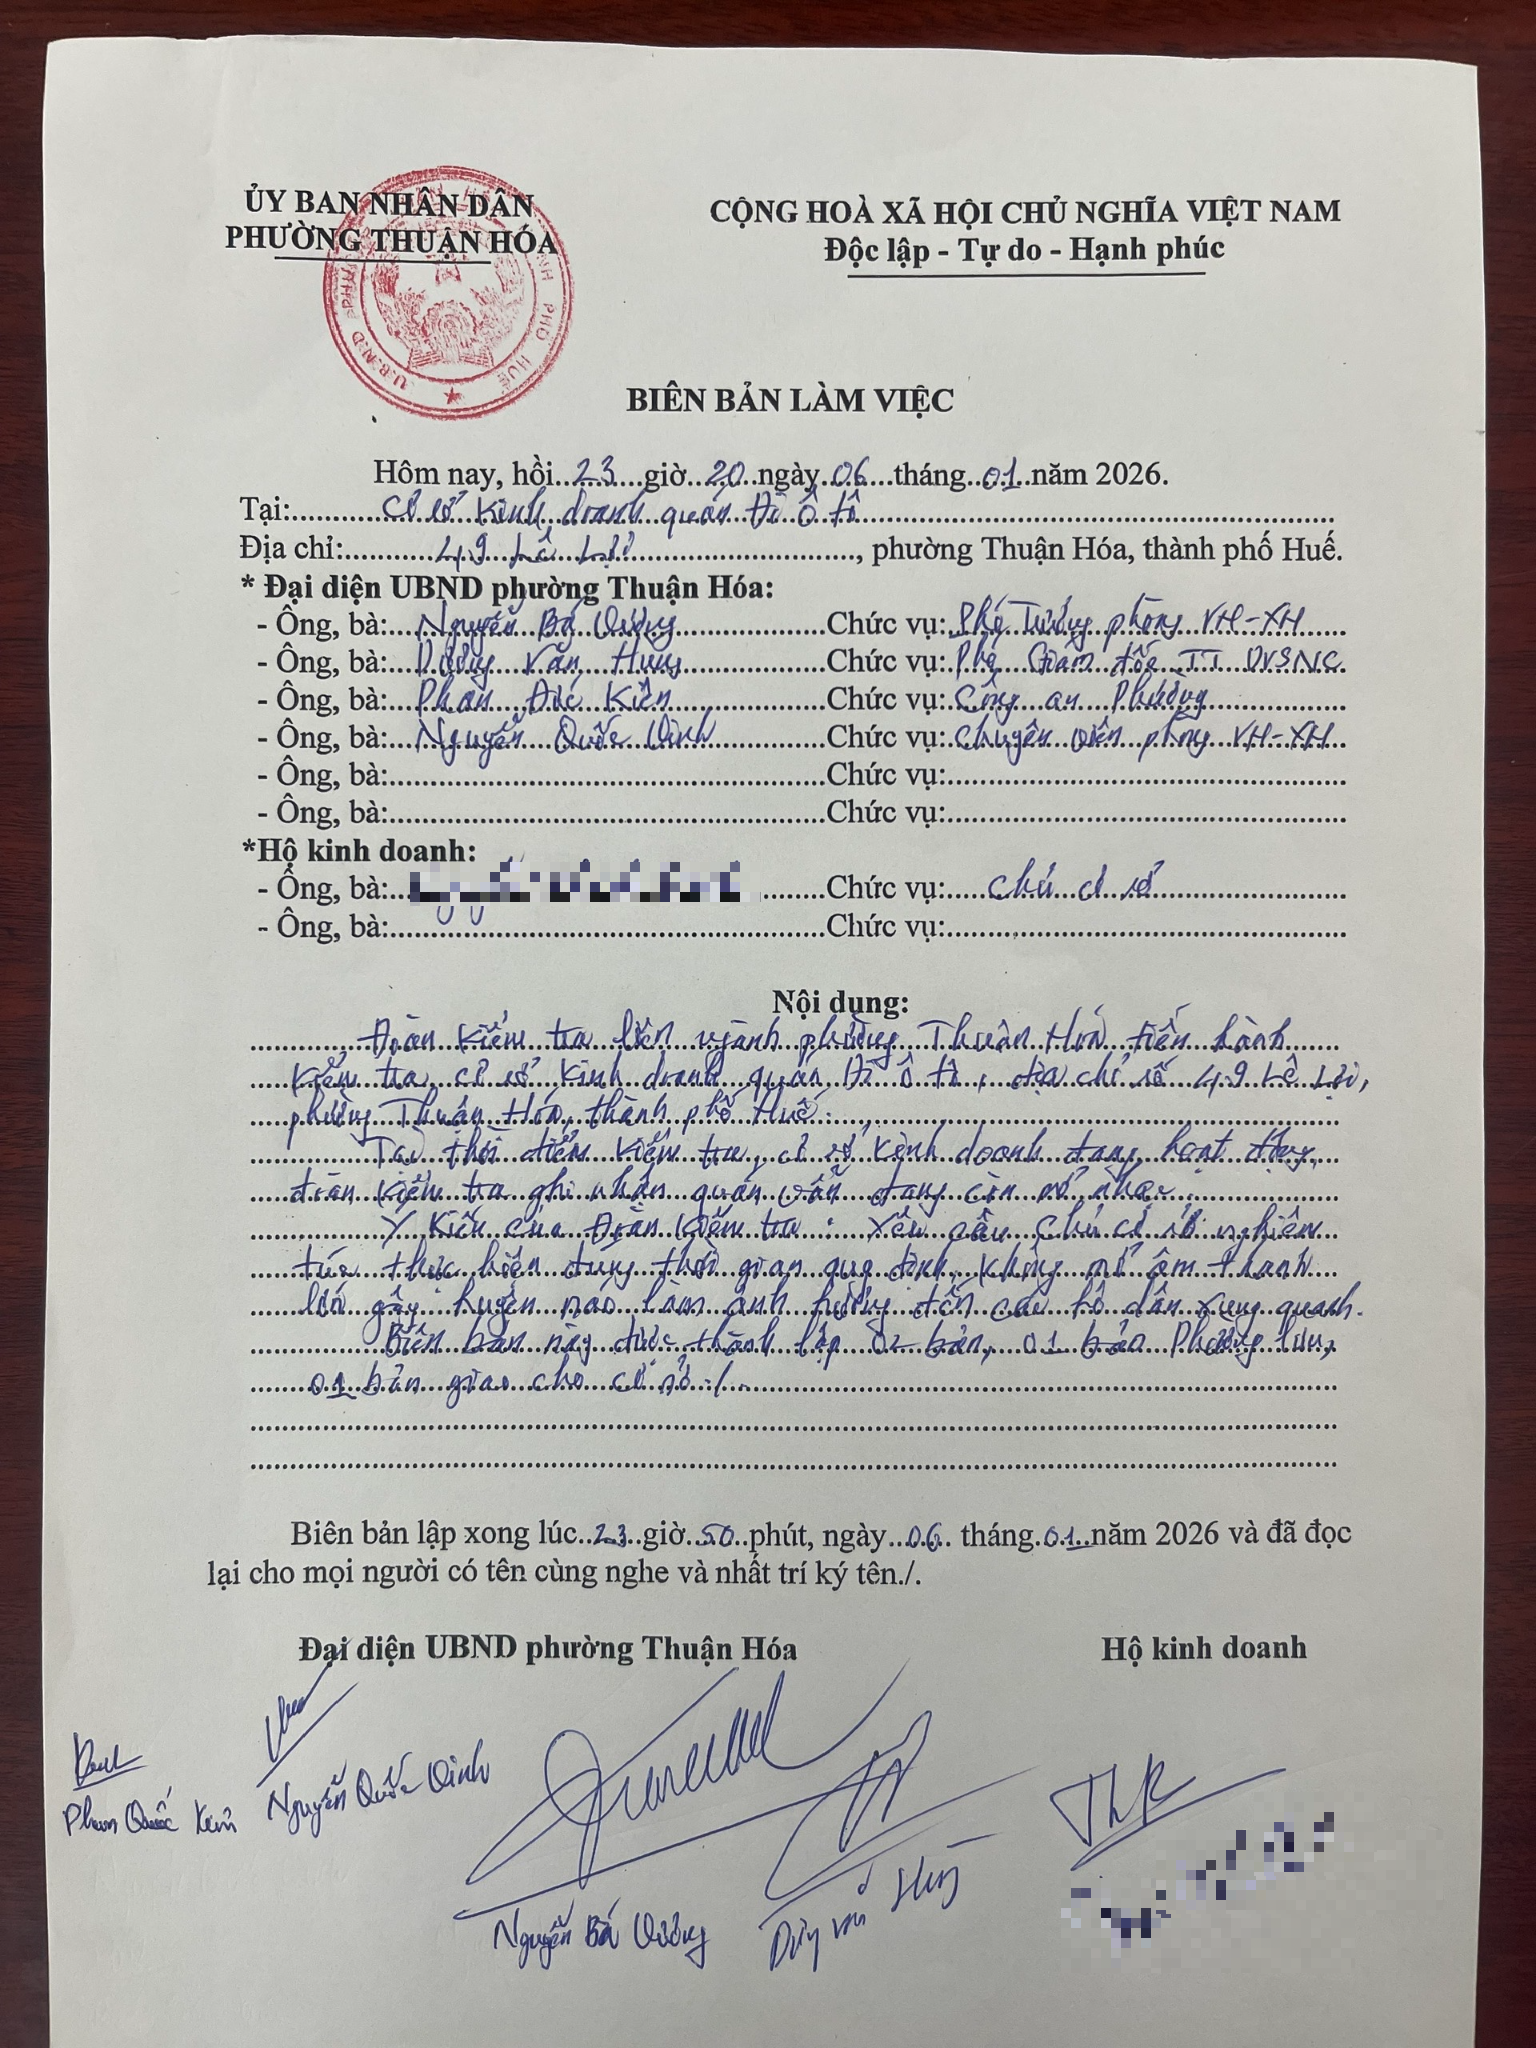 ỦY BAN NHÂN DÂN
PHƯỜNG THUẬN HÓA
CỘNG HOÀ XÃ HỘI CHỦ NGHĨA VIỆT NAM
Độc lập - Tự do - Hạnh phúc
U.B.N.D PHƯỜNG PHỐ HUẾ
BIÊN BẢN LÀM VIỆC
Hôm nay, hồi 23 giờ 20 ngày 06 tháng 01 năm 2026.
Tại: Cơ sở kinh doanh quán Đì Ô tô
Địa chỉ: 49 Lê Lợi, phường Thuận Hóa, thành phố Huế.
* Đại diện UBND phường Thuận Hóa:
- Ông, bà: Nguyễn Bá Vương Chức vụ: Phó Trưởng phòng VH-XH
- Ông, bà: Dương Văn Hưng Chức vụ: Phó Giám đốc TT DVSNC
- Ông, bà: Phan Đức Kiên Chức vụ: Công an Phường
- Ông, bà: Nguyễn Quốc Vinh Chức vụ: Chuyên viên phòng VH-XH
- Ông, bà: Chức vụ:
- Ông, bà: Chức vụ:
*Hộ kinh doanh:
- Ông, bà: Chức vụ: Chủ cơ sở
- Ông, bà: Chức vụ:
Nội dung:
Đoàn kiểm tra liên ngành phường Thuận Hoá tiến hành
kiểm tra cơ sở kinh doanh quán Đì Ô tô, địa chỉ số 49 Lê Lợi,
phường Thuận Hóa, thành phố Huế.
Tại thời điểm kiểm tra, cơ sở kinh doanh đang hoạt động,
đoàn kiểm tra ghi nhận quán vẫn đang còn mở nhạc.
Ý kiến của Đoàn kiểm tra: Yêu cầu chủ cơ sở nghiêm
túc thực hiện đúng thời gian quy định, không mở âm thanh
lớn gây huyên náo làm ảnh hưởng đến các hộ dân xung quanh.
Biên bản này được thành lập 02 bản, 01 bản Phường lưu,
01 bản giao cho cơ sở./.
Biên bản lập xong lúc 23 giờ 50 phút, ngày 06 tháng 01 năm 2026 và đã đọc
lại cho mọi người có tên cùng nghe và nhất trí ký tên./.
Đại diện UBND phường Thuận Hóa
Hộ kinh doanh
Nguyễn Quốc Vinh
Nguyễn Bá Vương